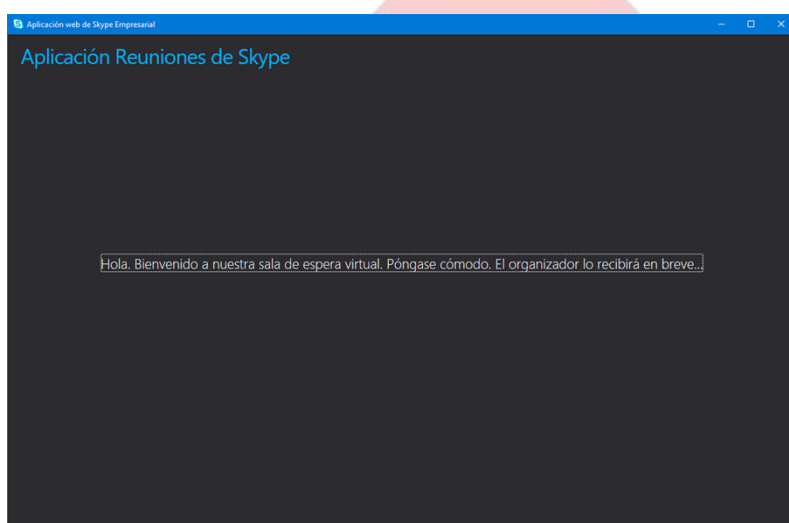 Aplicación web de Skype Empresarial
Aplicación Reuniones de Skype
Hola. Bienvenido a nuestra sala de espera virtual. Póngase cómodo. El organizador lo recibirá en breve...